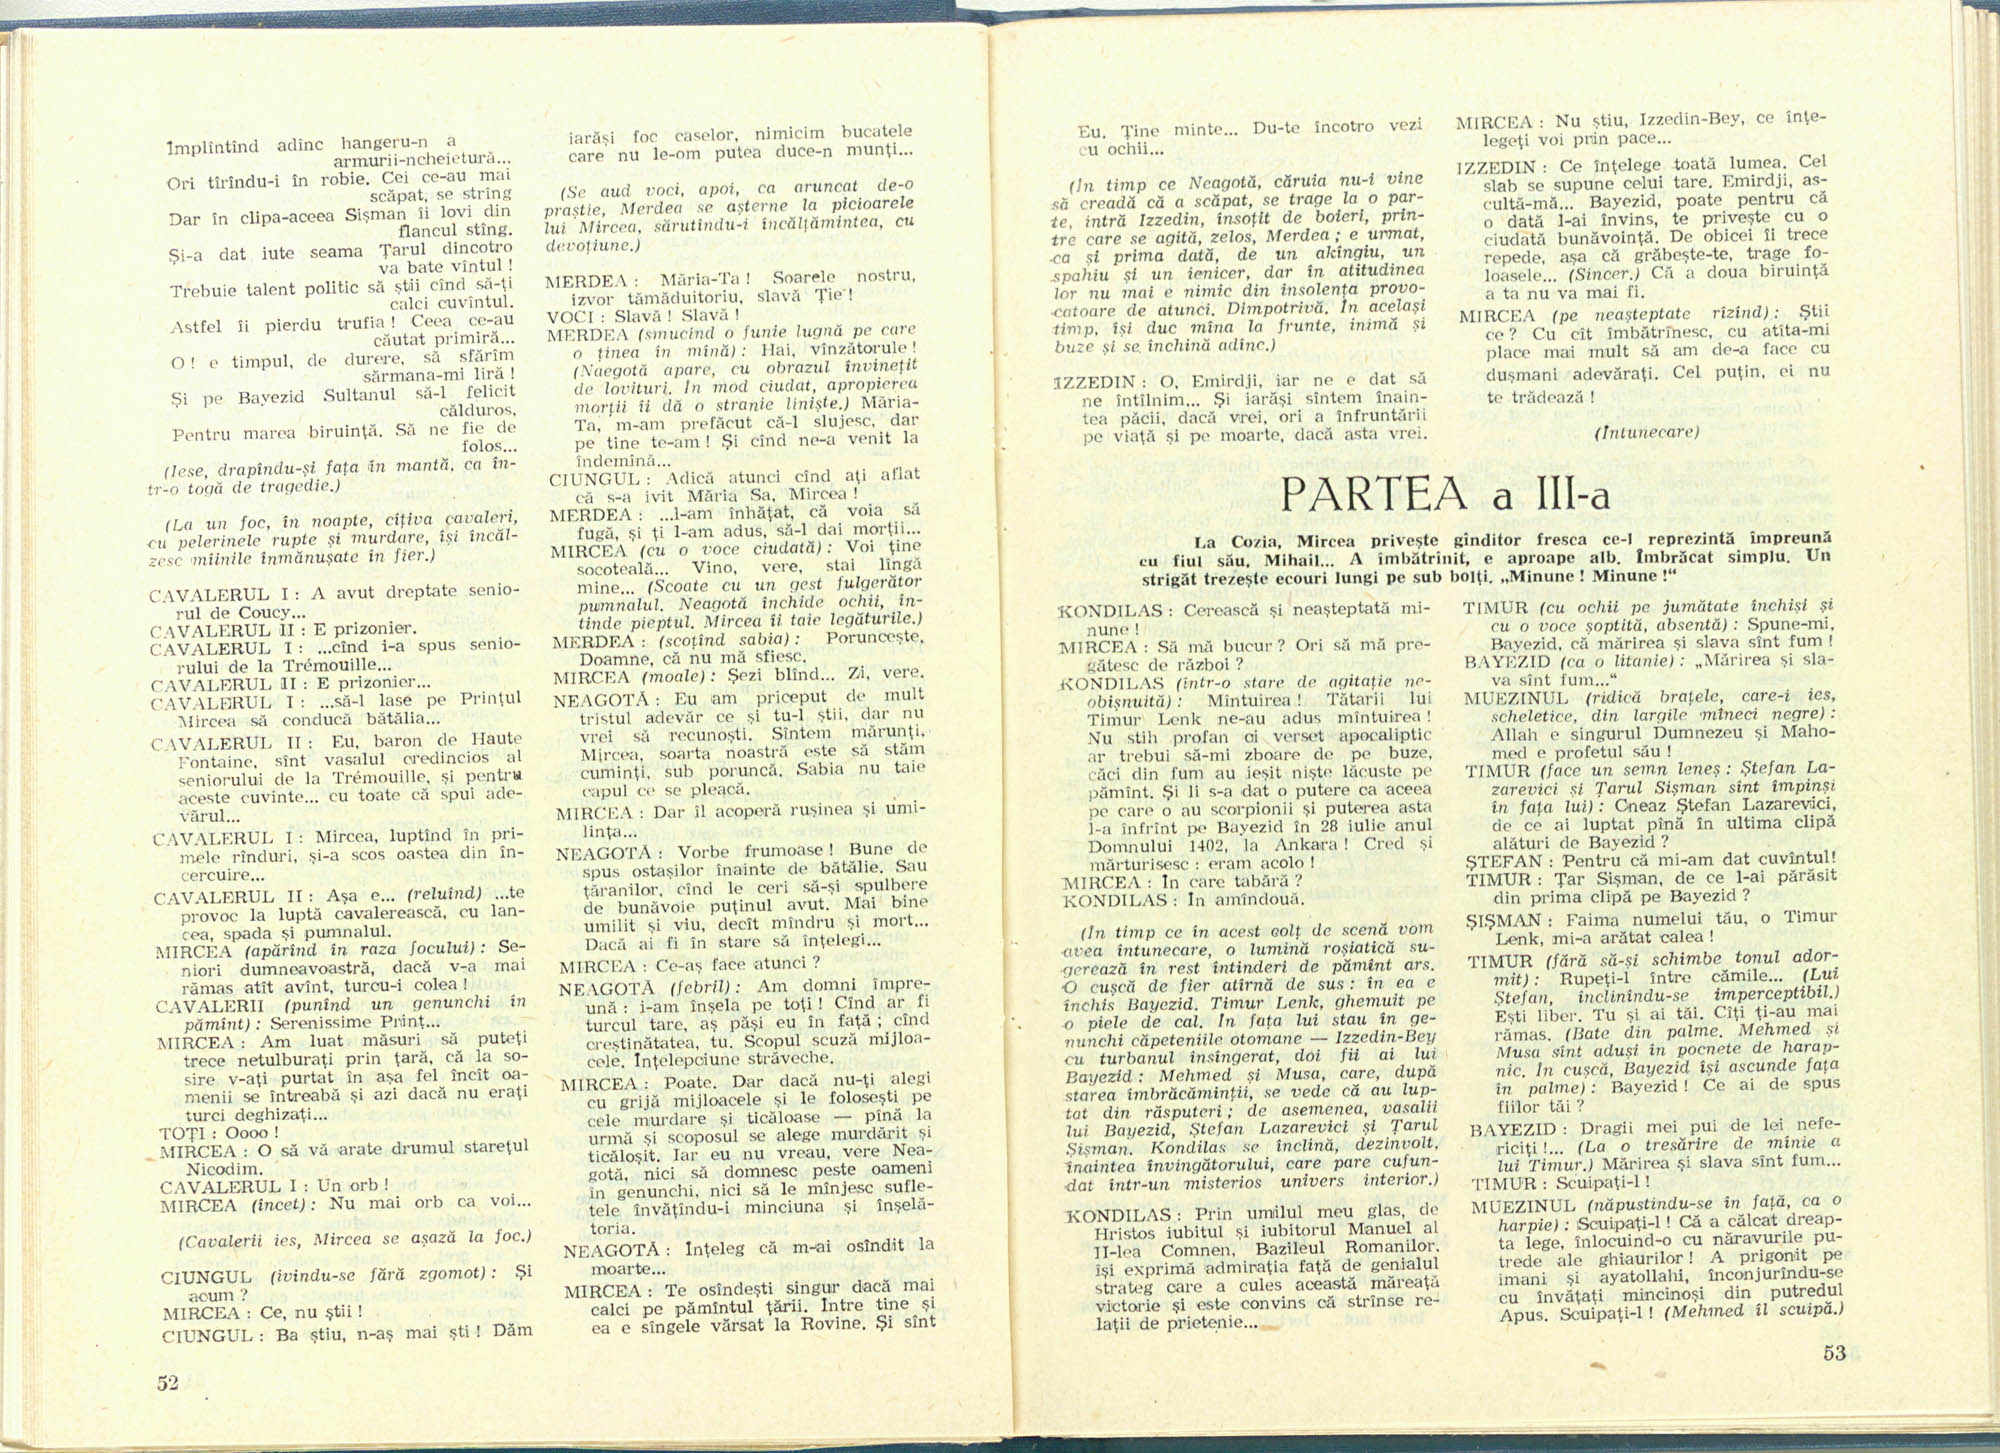 Împlîntînd adînc hangeru-n a
armurii-ncheietură...
Ori tîrîndu-i în robie. Cei ce-au mai
scăpat, se strîng
Dar în clipa-aceea Sişman îi lovi din
flancul stîng.
Şi-a dat iute seama Ţarul dincotro
va bate vîntul !
Trebuie talent politic să ştii cînd să-ţi
calci cuvîntul.
Astfel îi pierdu trufia ! Ceea ce-au
căutat primiră...
O ! e timpul, de durere, să sfărîm
sărmana-mi liră !
Şi pe Bayezid Sultanul să-l felicit
călduros,
Pentru marea biruinţă. Să ne fie de
folos...
(Iese, drapîndu-şi faţa în mantă, ca în-
tr-o togă de tragedie.)
(La un foc, în noapte, cîţiva cavaleri,
cu pelerinele rupte şi murdare, îşi încăl-
zesc mîinile înmănuşate în fier.)
CAVALERUL I : A avut dreptate senio-
rul de Coucy...
CAVALERUL II : E prizonier.
CAVALERUL I : ...cînd i-a spus senio-
rului de la Trémouille...
CAVALERUL II : E prizonier...
CAVALERUL I : ...să-l lase pe Prinţul
Mircea să conducă bătălia...
CAVALERUL II : Eu, baron de Haute
Fontaine, sînt vasalul credincios al
seniorului de la Trémouille, şi pentru
aceste cuvinte... cu toate că spui ade-
vărul...
CAVALERUL I : Mircea, luptînd în pri-
mele rînduri, şi-a scos oastea din în-
cercuire...
CAVALERUL II : Aşa e... (reluînd) ...te
provoc la luptă cavalerească, cu lan-
cea, spada şi pumnalul.
MIRCEA (apărînd în raza focului) : Se-
niori dumneavoastră, dacă v-a mai
rămas atît avînt, turcu-i colea !
CAVALERII (punînd un genunchi în
pămînt) : Serenissime Prinţ...
MIRCEA : Am luat măsuri să puteţi
trece netulburaţi prin ţară, că la so-
sire v-aţi purtat în aşa fel încît oa-
menii se întreabă şi azi dacă nu eraţi
turci deghizaţi...
TOŢI : Oooo !
MIRCEA : O să vă arate drumul stareţul
Nicodim.
CAVALERUL I : Un orb !
MIRCEA (încet) : Nu mai orb ca voi...
(Cavalerii ies, Mircea se aşază la foc.)
CIUNGUL (ivindu-se fără zgomot) : Şi
acum ?
MIRCEA : Ce, nu ştii !
CIUNGUL : Ba ştiu, n-aş mai şti ! Dăm
52
iarăşi foc caselor, nimicim bucatele
care nu le-om putea duce-n munţi...
(Se aud voci, apoi, ca aruncat de-o
praştie, Merdea se aşterne la picioarele
lui Mircea, sărutîndu-i încălţămintea, cu
devoţiune.)
MERDEA : Măria-Ta ! Soarele nostru,
izvor tămăduitoriu, slavă Ţie !
VOCI : Slavă ! Slavă !
MERDEA (smucind o funie lugnă pe care
o ţinea în mînă) : Hai, vînzătorule !
(Naegotă apare, cu obrazul învineţit
de lovituri. În mod ciudat, apropierea
morţii îi dă o stranie linişte.) Măria-
Ta, m-am prefăcut că-l slujesc, dar
pe tine te-am ! Şi cînd ne-a venit la
îndemînă...
CIUNGUL : Adică atunci cînd aţi aflat
că s-a ivit Măria Sa, Mircea !
MERDEA : ...l-am înhăţat, că voia să
fugă, şi ţi l-am adus, să-l dai morţii...
MIRCEA (cu o voce ciudată) : Voi ţine
socoteală... Vino, vere, stai lîngă
mine... (Scoate cu un gest fulgerător
pumnalul. Neagotă închide ochii, în-
tinde pieptul. Mircea îi taie legăturile.)
MERDEA : (scoţînd sabia) : Porunceşte,
Doamne, că nu mă sfiesc.
MIRCEA (moale) : Şezi blînd... Zi, vere.
NEAGOTĂ : Eu am priceput de mult
tristul adevăr ce şi tu-l ştii, dar nu
vrei să recunoşti. Sîntem mărunţi,
Mircea, soarta noastră este să stăm
cuminţi, sub poruncă. Sabia nu taie
capul ce se pleacă.
MIRCEA : Dar îl acoperă ruşinea şi umi-
linţa...
NEAGOTĂ : Vorbe frumoase ! Bune de
spus ostaşilor înainte de bătălie. Sau
ţăranilor, cînd le ceri să-şi spulbere
de bunăvoie puţinul avut. Mai bine
umilit şi viu, decît mîndru şi mort...
Dacă ai fi în stare să înţelegi...
MIRCEA : Ce-aş face atunci ?
NEAGOTĂ (febril) : Am domni împre-
ună : i-am înşela pe toţi ! Cînd ar fi
turcul tare, aş păşi eu în faţă ; cînd
creştinătatea, tu. Scopul scuză mijloa-
cele. Înţelepciune străveche.
MIRCEA : Poate. Dar dacă nu-ţi alegi
cu grijă mijloacele şi le foloseşti pe
cele murdare şi ticăloase — pînă la
urmă şi scoposul se alege murdărit şi
ticăloşit. Iar eu nu vreau, vere Nea-
gotă, nici să domnesc peste oameni
în genunchi, nici să le mînjesc sufle-
tele învăţîndu-i minciuna şi înşelă-
toria.
NEAGOTĂ : Înţeleg că m-ai osîndit la
moarte...
MIRCEA : Te osîndeşti singur dacă mai
calci pe pămîntul ţării. Între tine şi
ea e sîngele vărsat la Rovine. Şi sînt
Eu. Ţine minte... Du-te încotro vezi
cu ochii...
(În timp ce Neagotă, căruia nu-i vine
să creadă că a scăpat, se trage la o par-
te, intră Izzedin, însoţit de boieri, prin-
tre care se agită, zelos, Merdea ; e urmat,
ca şi prima dată, de un akîngiu, un
spahiu şi un ienicer, dar în atitudinea
lor nu mai e nimic din insolenţa provo-
catoare de atunci. Dimpotrivă. În acelaşi
timp, îşi duc mîna la frunte, inimă şi
buze şi se închină adînc.)
IZZEDIN : O, Emirdji, iar ne e dat să
ne întîlnim... Şi iarăşi sîntem înain-
tea păcii, dacă vrei, ori a înfruntării
pe viaţă şi pe moarte, dacă asta vrei.
MIRCEA : Nu ştiu, Izzedin-Bey, ce înţe-
legeţi voi prin pace...
IZZEDIN : Ce înţelege toată lumea. Cel
slab se supune celui tare. Emirdji, as-
cultă-mă... Bayezid, poate pentru că
o dată l-ai învins, te priveşte cu o
ciudată bunăvoinţă. De obicei îi trece
repede, aşa că grăbeşte-te, trage fo-
loasele... (Sincer.) Că a doua biruinţă
a ta nu va mai fi.
MIRCEA (pe neaşteptate rîzînd) : Ştii
ce ? Cu cît îmbătrînesc, cu atîta-mi
place mai mult să am de-a face cu
duşmani adevăraţi. Cel puţin, ei nu
te trădează !
(Întunecare)
PARTEA a III-a
La Cozia, Mircea priveşte gînditor fresca ce-l reprezintă împreună
cu fiul său, Mihail... A îmbătrînit, e aproape alb. Îmbrăcat simplu. Un
strigăt trezeşte ecouri lungi pe sub bolţi. „Minune ! Minune !“
KONDILAS : Cerească şi neaşteptată mi-
nune !
MIRCEA : Să mă bucur ? Ori să mă pre-
gătesc de război ?
KONDILAS (într-o stare de agitaţie ne-
obişnuită) : Mîntuirea ! Tătarii lui
Timur Lenk ne-au adus mîntuirea !
Nu stih profan ci verset apocaliptic
ar trebui să-mi zboare de pe buze,
căci din fum au ieşit nişte lăcuste pe
pămînt. Şi li s-a dat o putere ca aceea
pe care o au scorpionii şi puterea asta
l-a înfrînt pe Bayezid în 28 iulie anul
Domnului 1402, la Ankara ! Cred şi
mărturisesc : eram acolo !
MIRCEA : În care tabără ?
KONDILAS : În amîndouă.
(În timp ce în acest colţ de scenă vom
avea întunecare, o lumină roşiatică su-
gerează în rest întinderi de pămînt ars.
O cuşcă de fier atîrnă de sus : în ea e
închis Bayezid. Timur Lenk, ghemuit pe
o piele de cal. În faţa lui stau în ge-
nunchi căpeteniile otomane — Izzedin-Bey
cu turbanul însîngerat, doi fii ai lui
Bayezid : Mehmed şi Musa, care, după
starea îmbrăcăminţii, se vede că au lup-
tat din răsputeri ; de asemenea, vasalii
lui Bayezid, Ştefan Lazarevici şi Ţarul
Şişman. Kondilas se înclină, dezinvolt,
înaintea învingătorului, care pare cufun-
dat într-un misterios univers interior.)
KONDILAS : Prin umilul meu glas, de
Hristos iubitul şi iubitorul Manuel al
II-lea Comnen, Bazileul Romanilor,
îşi exprimă admiraţia faţă de genialul
strateg care a cules această măreaţă
victorie şi este convins că strînse re-
laţii de prietenie...
TIMUR (cu ochii pe jumătate închişi şi
cu o voce şoptită, absentă) : Spune-mi,
Bayezid, că mărirea şi slava sînt fum !
BAYEZID (ca o litanie) : „Mărirea şi sla-
va sînt fum...“
MUEZINUL (ridică braţele, care-i ies,
scheletice, din largile mîneci negre) :
Allah e singurul Dumnezeu şi Maho-
med e profetul său !
TIMUR (face un semn leneş : Ştefan La-
zarevici şi Ţarul Sişman sînt împinşi
în faţa lui) : Cneaz Ştefan Lazarevici,
de ce ai luptat pînă în ultima clipă
alături de Bayezid ?
ŞTEFAN : Pentru că mi-am dat cuvîntul!
TIMUR : Ţar Sişman, de ce l-ai părăsit
din prima clipă pe Bayezid ?
ŞIŞMAN : Faima numelui tău, o Timur
Lenk, mi-a arătat calea !
TIMUR (fără să-şi schimbe tonul ador-
mit) : Rupeţi-l între cămile... (Lui
Ştefan, înclinîndu-se imperceptibil.)
Eşti liber. Tu şi ai tăi. Cîţi ţi-au mai
rămas. (Bate din palme. Mehmed şi
Musa sînt aduşi în pocnete de harap-
nic. În cuşcă, Bayezid îşi ascunde faţa
în palme) : Bayezid ! Ce ai de spus
fiilor tăi ?
BAYEZID : Dragii mei pui de lei nefe-
riciţi !... (La o tresărire de mînie a
lui Timur.) Mărirea şi slava sînt fum...
TIMUR : Scuipaţi-l !
MUEZINUL (năpustindu-se în faţă, ca o
harpie) : Scuipaţi-l ! Că a călcat dreap-
ta lege, înlocuind-o cu năravurile pu-
trede ale ghiaurilor ! A prigonit pe
imani şi ayatollahi, înconjurîndu-se
cu învăţaţi mincinoşi din putredul
Apus. Scuipaţi-l ! (Mehmed îl scuipă.)
53